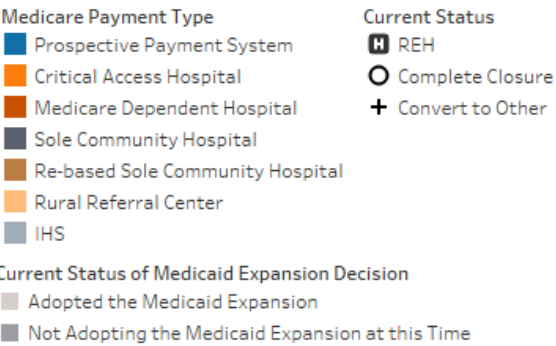 Medicare Payment Type
Prospective Payment System
Critical Access Hospital
Medicare Dependent Hospital
Sole Community Hospital
Re-based Sole Community Hospital
Rural Referral Center
IHS
Current Status
H REH
Complete Closure
Convert to Other
Current Status of Medicaid Expansion Decision
Adopted the Medicaid Expansion
Not Adopting the Medicaid Expansion at this Time